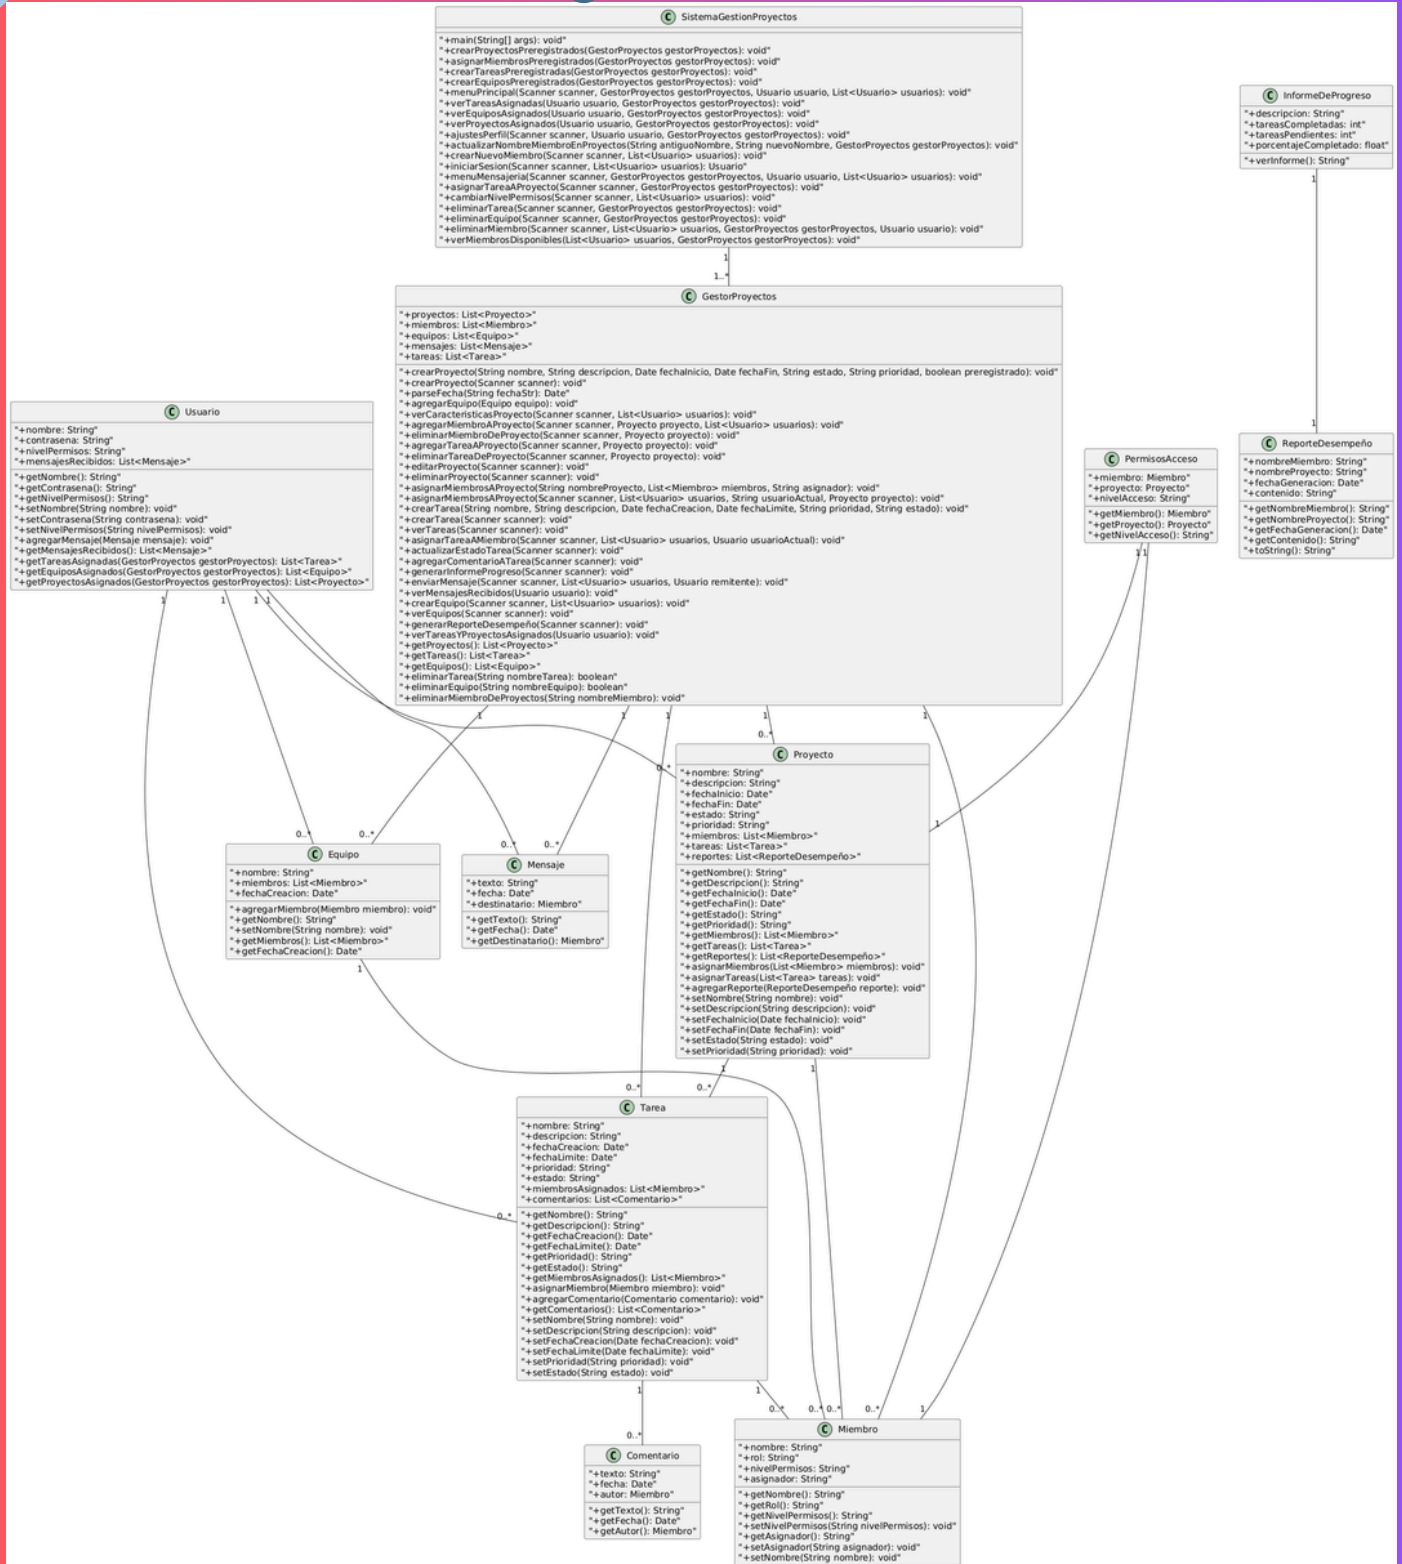 C SistemaGestionProyectos
"+main(String[] args): void"
"+crearProyectosPreregistrados(GestorProyectos gestorProyectos): void"
"+asignarMiembrosPreregistrados(GestorProyectos gestorProyectos): void"
"+crearTareasPreregistradas(GestorProyectos gestorProyectos): void"
"+crearEquiposPreregistrados(GestorProyectos gestorProyectos): void"
"+menuPrincipal(Scanner scanner, GestorProyectos gestorProyectos, Usuario usuario, List<Usuario> usuarios): void"
"+verTareasAsignadas(Usuario usuario, GestorProyectos gestorProyectos): void"
"+verEquiposAsignados(Usuario usuario, GestorProyectos gestorProyectos): void"
"+verProyectosAsignados(Usuario usuario, GestorProyectos gestorProyectos): void"
"+ajustesPerfil(Scanner scanner, Usuario usuario, GestorProyectos gestorProyectos): void"
"+actualizarNombreMiembroEnProyectos(String antiguoNombre, String nuevoNombre, GestorProyectos gestorProyectos): void"
"+crearNuevoMiembro(Scanner scanner, List<Usuario> usuarios): void"
"+iniciarSesion(Scanner scanner, List<Usuario> usuarios): Usuario"
"+menuMensajeria(Scanner scanner, GestorProyectos gestorProyectos, Usuario usuario, List<Usuario> usuarios): void"
"+asignarTareaAProyecto(Scanner scanner, GestorProyectos gestorProyectos): void"
"+cambiarNivelPermisos(Scanner scanner, List<Usuario> usuarios): void"
"+eliminarTarea(Scanner scanner, GestorProyectos gestorProyectos): void"
"+eliminarEquipo(Scanner scanner, GestorProyectos gestorProyectos): void"
"+eliminarMiembro(Scanner scanner, List<Usuario> usuarios, GestorProyectos gestorProyectos, Usuario usuario): void"
"+verMiembrosDisponibles(List<Usuario> usuarios, GestorProyectos gestorProyectos): void"
1
1..*
C InformeDeProgreso
"+descripcion: String"
"+tareasCompletadas: int"
"+tareasPendientes: int"
"+porcentajeCompletado: float"
"+verInforme(): String"
1
1
C GestorProyectos
"+proyectos: List<Proyecto>"
"+miembros: List<Miembro>"
"+equipos: List<Equipo>"
"+mensajes: List<Mensaje>"
"+tareas: List<Tarea>"
"+crearProyecto(String nombre, String descripcion, Date fechaInicio, Date fechaFin, String estado, String prioridad, boolean preregistrado): void"
"+crearProyecto(Scanner scanner): void"
"+parseFecha(String fechaStr): Date"
"+agregarEquipo(Equipo equipo): void"
"+verCaracteristicasProyecto(Scanner scanner, List<Usuario> usuarios): void"
"+agregarMiembroAProyecto(Scanner scanner, Proyecto proyecto, List<Usuario> usuarios): void"
"+eliminarMiembroDeProyecto(Scanner scanner, Proyecto proyecto): void"
"+agregarTareaAProyecto(Scanner scanner, Proyecto proyecto): void"
"+eliminarTareaDeProyecto(Scanner scanner, Proyecto proyecto): void"
"+editarProyecto(Scanner scanner): void"
"+eliminarProyecto(Scanner scanner): void"
"+asignarMiembrosAProyecto(String nombreProyecto, List<Miembro> miembros, String asignador): void"
"+asignarMiembrosAProyecto(Scanner scanner, List<Usuario> usuarios, String usuarioActual, Proyecto proyecto): void"
"+crearTarea(String nombre, String descripcion, Date fechaCreacion, Date fechaLimite, String prioridad, String estado): void"
"+crearTarea(Scanner scanner): void"
"+verTareas(Scanner scanner): void"
"+asignarTareaAMiembro(Scanner scanner, List<Usuario> usuarios, Usuario usuarioActual): void"
"+actualizarEstadoTarea(Scanner scanner): void"
"+agregarComentarioATarea(Scanner scanner): void"
"+generarInformeProgreso(Scanner scanner): void"
"+enviarMensaje(Scanner scanner, List<Usuario> usuarios, Usuario remitente): void"
"+verMensajesRecibidos(Usuario usuario): void"
"+crearEquipo(Scanner scanner, List<Usuario> usuarios): void"
"+verEquipos(Scanner scanner): void"
"+generarReporteDesempeño(Scanner scanner): void"
"+verTareasYProyectosAsignados(Usuario usuario): void"
"+getProyectos(): List<Proyecto>"
"+getTareas(): List<Tarea>"
"+getEquipos(): List<Equipo>"
"+eliminarTarea(String nombreTarea): boolean"
"+eliminarEquipo(String nombreEquipo): boolean"
"+eliminarMiembroDeProyectos(String nombreMiembro): void"
C Usuario
"+nombre: String"
"+contrasena: String"
"+nivelPermisos: String"
"+mensajesRecibidos: List<Mensaje>"
"+getNombre(): String"
"+getContrasena(): String"
"+getNivelPermisos(): String"
"+setNombre(String nombre): void"
"+setContrasena(String contrasena): void"
"+setNivelPermisos(String nivelPermisos): void"
"+agregarMensaje(Mensaje mensaje): void"
"+getMensajesRecibidos(): List<Mensaje>"
"+getTareasAsignadas(GestorProyectos gestorProyectos): List<Tarea>"
"+getEquiposAsignados(GestorProyectos gestorProyectos): List<Equipo>"
"+getProyectosAsignados(GestorProyectos gestorProyectos): List<Proyecto>"
C PermisosAcceso
"+miembro: Miembro"
"+proyecto: Proyecto"
"+nivelAcceso: String"
"+getMiembro(): Miembro"
"+getProyecto(): Proyecto"
"+getNivelAcceso(): String"
C ReporteDesempeño
"+nombreMiembro: String"
"+nombreProyecto: String"
"+fechaGeneracion: Date"
"+contenido: String"
"+getNombreMiembro(): String"
"+getNombreProyecto(): String"
"+getFechaGeneracion(): Date"
"+getContenido(): String"
"+toString(): String"
1 1
1 1 1 1
1 1 1 1 1
0..*
0..*
1
0..* 0..*
0..* 0..*
C Proyecto
"+nombre: String"
"+descripcion: String"
"+fechaInicio: Date"
"+fechaFin: Date"
"+estado: String"
"+prioridad: String"
"+miembros: List<Miembro>"
"+tareas: List<Tarea>"
"+reportes: List<ReporteDesempeño>"
"+getNombre(): String"
"+getDescripcion(): String"
"+getFechaInicio(): Date"
"+getFechaFin(): Date"
"+getEstado(): String"
"+getPrioridad(): String"
"+getMiembros(): List<Miembro>"
"+getTareas(): List<Tarea>"
"+getReportes(): List<ReporteDesempeño>"
"+asignarMiembros(List<Miembro> miembros): void"
"+asignarTareas(List<Tarea> tareas): void"
"+agregarReporte(ReporteDesempeño reporte): void"
"+setNombre(String nombre): void"
"+setDescripcion(String descripcion): void"
"+setFechaInicio(Date fechaInicio): void"
"+setFechaFin(Date fechaFin): void"
"+setEstado(String estado): void"
"+setPrioridad(String prioridad): void"
C Equipo
"+nombre: String"
"+miembros: List<Miembro>"
"+fechaCreacion: Date"
"+agregarMiembro(Miembro miembro): void"
"+getNombre(): String"
"+setNombre(String nombre): void"
"+getMiembros(): List<Miembro>"
"+getFechaCreacion(): Date"
C Mensaje
"+texto: String"
"+fecha: Date"
"+destinatario: Miembro"
"+getTexto(): String"
"+getFecha(): Date"
"+getDestinatario(): Miembro"
1
1 1
0..* 0..*
C Tarea
"+nombre: String"
"+descripcion: String"
"+fechaCreacion: Date"
"+fechaLimite: Date"
"+prioridad: String"
"+estado: String"
"+miembrosAsignados: List<Miembro>"
"+comentarios: List<Comentario>"
0..*
"+getNombre(): String"
"+getDescripcion(): String"
"+getFechaCreacion(): Date"
"+getFechaLimite(): Date"
"+getPrioridad(): String"
"+getEstado(): String"
"+getMiembrosAsignados(): List<Miembro>"
"+asignarMiembro(Miembro miembro): void"
"+agregarComentario(Comentario comentario): void"
"+getComentarios(): List<Comentario>"
"+setNombre(String nombre): void"
"+setDescripcion(String descripcion): void"
"+setFechaCreacion(Date fechaCreacion): void"
"+setFechaLimite(Date fechaLimite): void"
"+setPrioridad(String prioridad): void"
"+setEstado(String estado): void"
1 1
0..* 0..* 0..* 0..* 1
0..*
C Comentario
"+texto: String"
"+fecha: Date"
"+autor: Miembro"
"+getTexto(): String"
"+getFecha(): Date"
"+getAutor(): Miembro"
C Miembro
"+nombre: String"
"+rol: String"
"+nivelPermisos: String"
"+asignador: String"
"+getNombre(): String"
"+getRol(): String"
"+getNivelPermisos(): String"
"+setNivelPermisos(String nivelPermisos): void"
"+getAsignador(): String"
"+setAsignador(String asignador): void"
"+setNombre(String nombre): void"